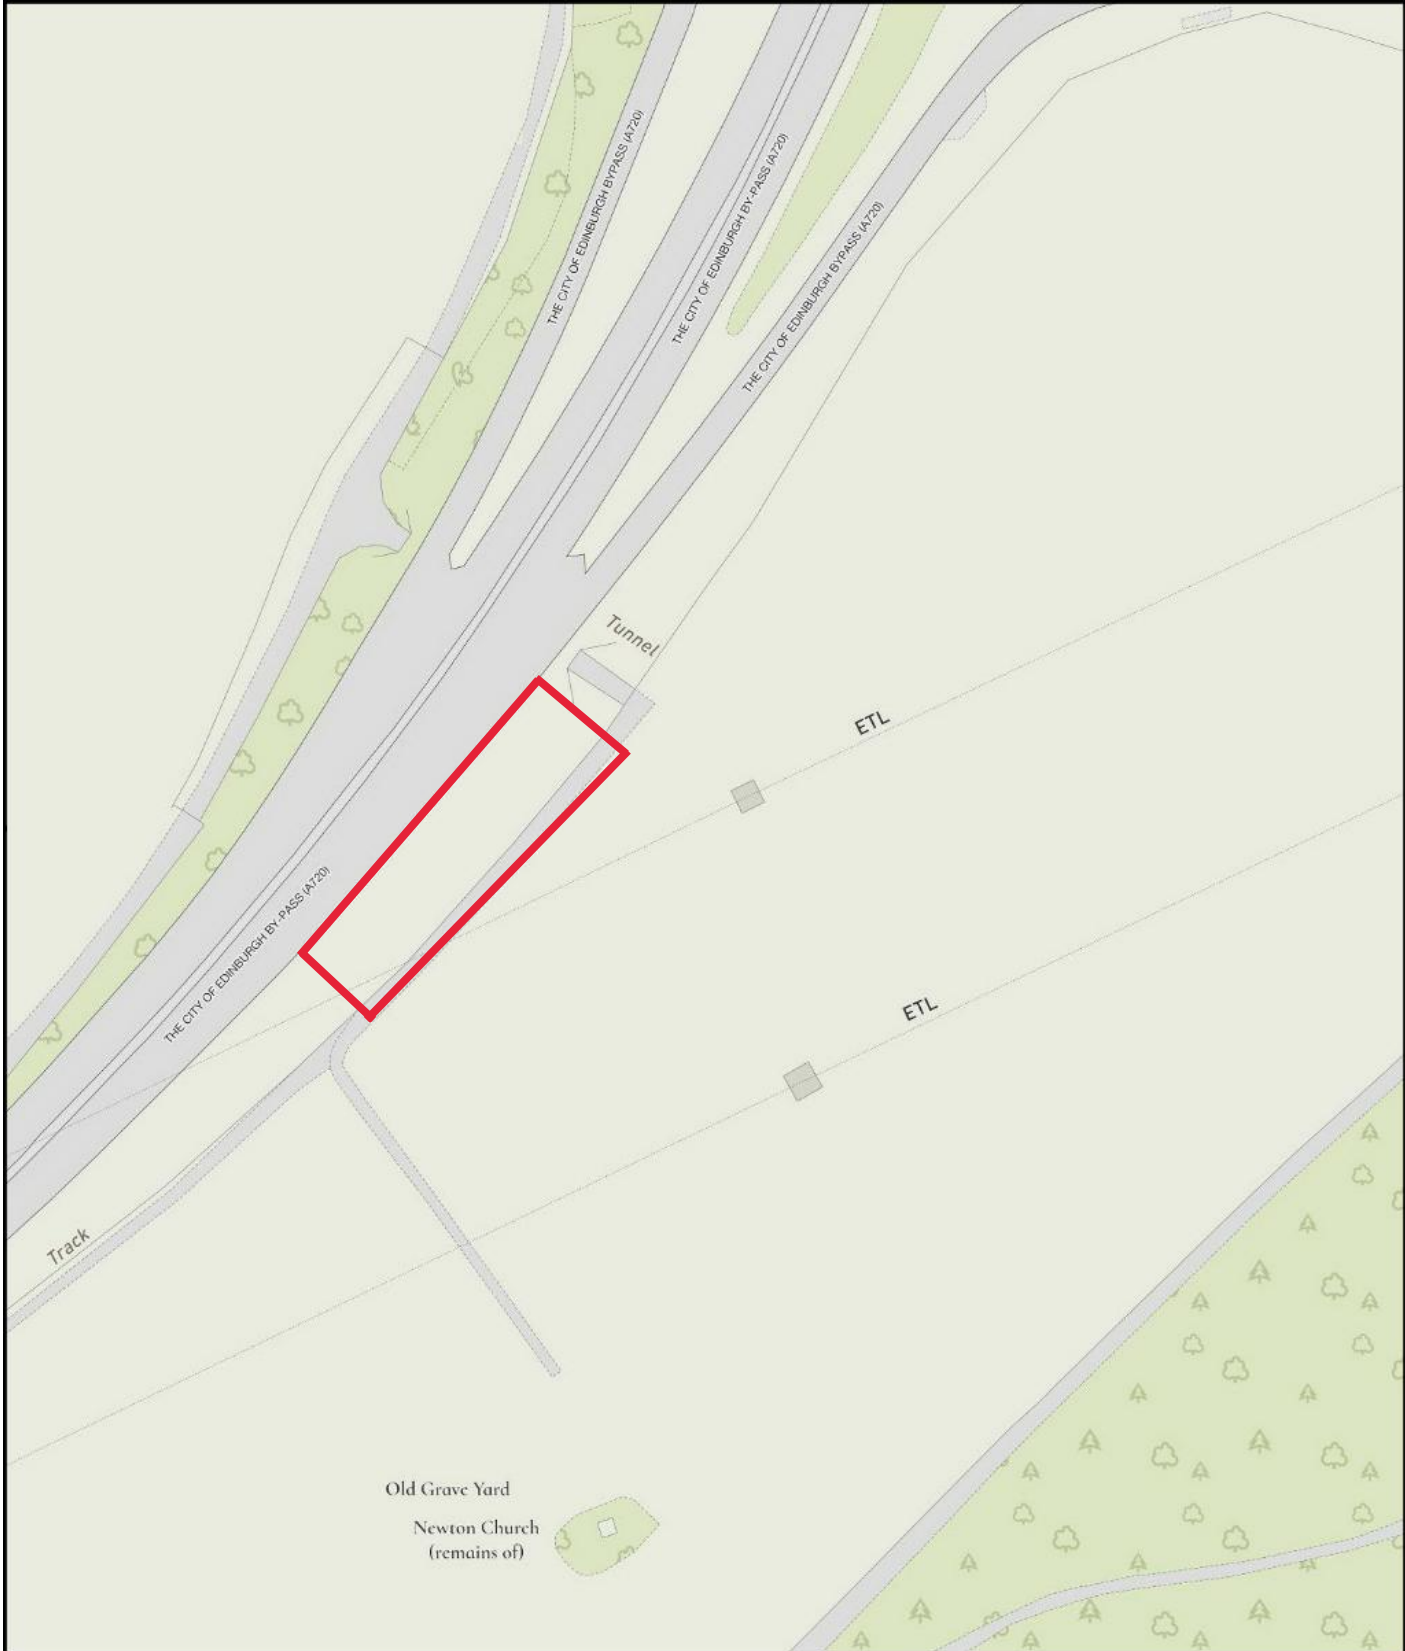 THE CITY OF EDINBURGH BYPASS (A720)
THE CITY OF EDINBURGH BY-PASS (A720)
THE CITY OF EDINBURGH BYPASS (A720)
Tunnel
ETL
THE CITY OF EDINBURGH BY-PASS (A720)
ETL
Track
Old Grave Yard
Newton Church
(remains of)